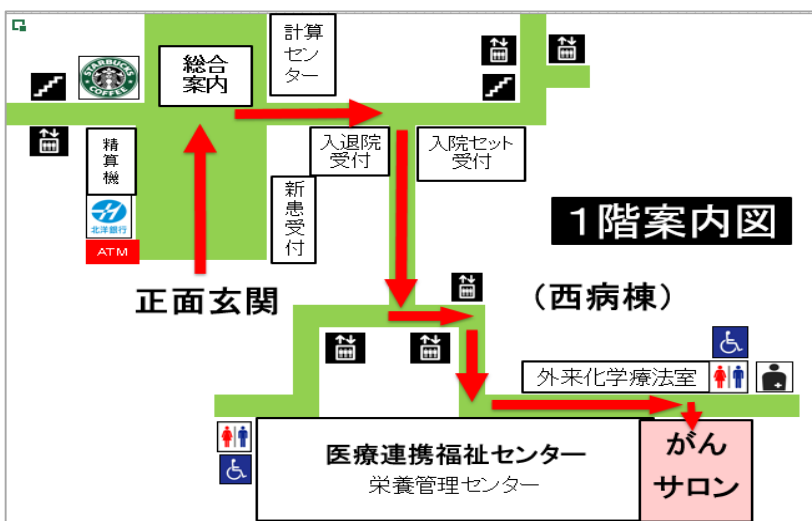 計算
セン
ター
STARBUCKS
COFFEE
総合
案内
精
算
機
入退院
受付
入院セット
受付
新
患
受
付
北洋銀行
ATM
1階案内図
正面玄関
（西病棟）
外来化学療法室
医療連携福祉センター
栄養管理センター
がん
サロン